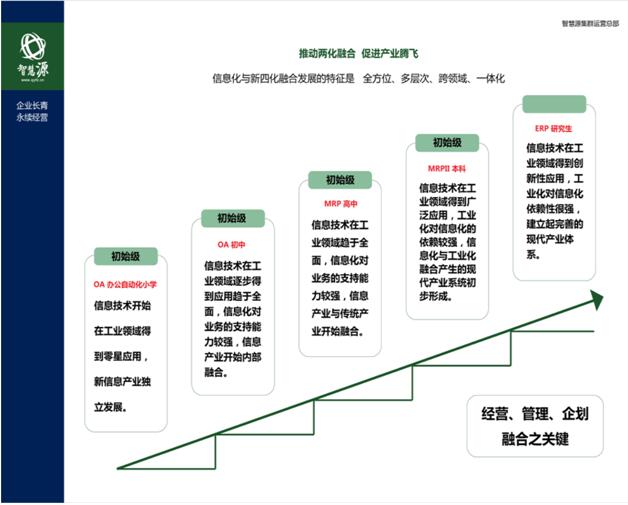 智慧源集群运营总部
智慧源
企业长青
永续经营
推动两化融合 促进产业腾飞
信息化与新四化融合发展的特征是 全方位、多层次、跨领域、一体化
初始级
OA 办公自动化小学
信息技术开始
在工业领域得
到零星应用，
新信息产业独
立发展。
初始级
OA 初中
信息技术在工
业领域逐步得
到应用趋于全
面，信息化对
业务的支持能
力较强，信息
产业开始内部
融合。
初始级
MRP 高中
信息技术在工
业领域趋于全
面，信息化对
业务的支持能
力较强，信息
产业与传统产
业开始融合。
初始级
MRPII 本科
信息技术在工
业领域得到广
泛应用，工业
化对信息化的
依赖较强，信
息化与工业化
融合产生的现
代产业系统初
步形成。
ERP 研究生
信息技术在工
业领域得到创
新性应用，工
业化对信息化
依赖性很强，
建立起完善的
现代产业体
系。
经营、管理、企划
融合之关键